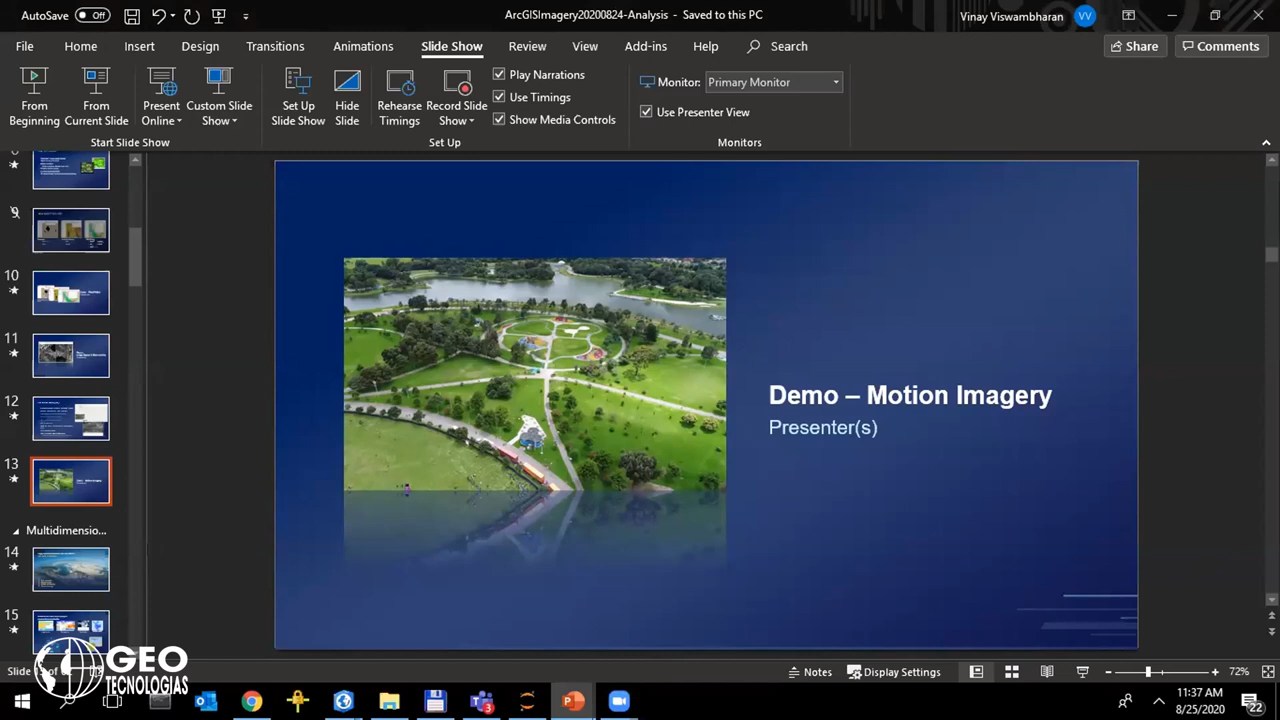 AutoSave Off
ArcGISImagery20200824-Analysis - Saved to this PC
Vinay Viswambharan VV
File Home Insert Design Transitions Animations Slide Show Review View Add-ins Help Search
Share Comments
From Beginning
From Current Slide
Present Online
Custom Slide Show
Set Up Slide Show
Hide Slide
Rehearse Timings
Record Slide Show
Play Narrations
Use Timings
Show Media Controls
Monitor: Primary Monitor
Use Presenter View
Start Slide Show
Set Up
Monitors
9
10
11
12
13
Multidimensio...
14
15
Demo – Motion Imagery
Presenter(s)
GEO
TECNOLOGIAS
Notes Display Settings 72%
11:37 AM
8/25/2020
22
3